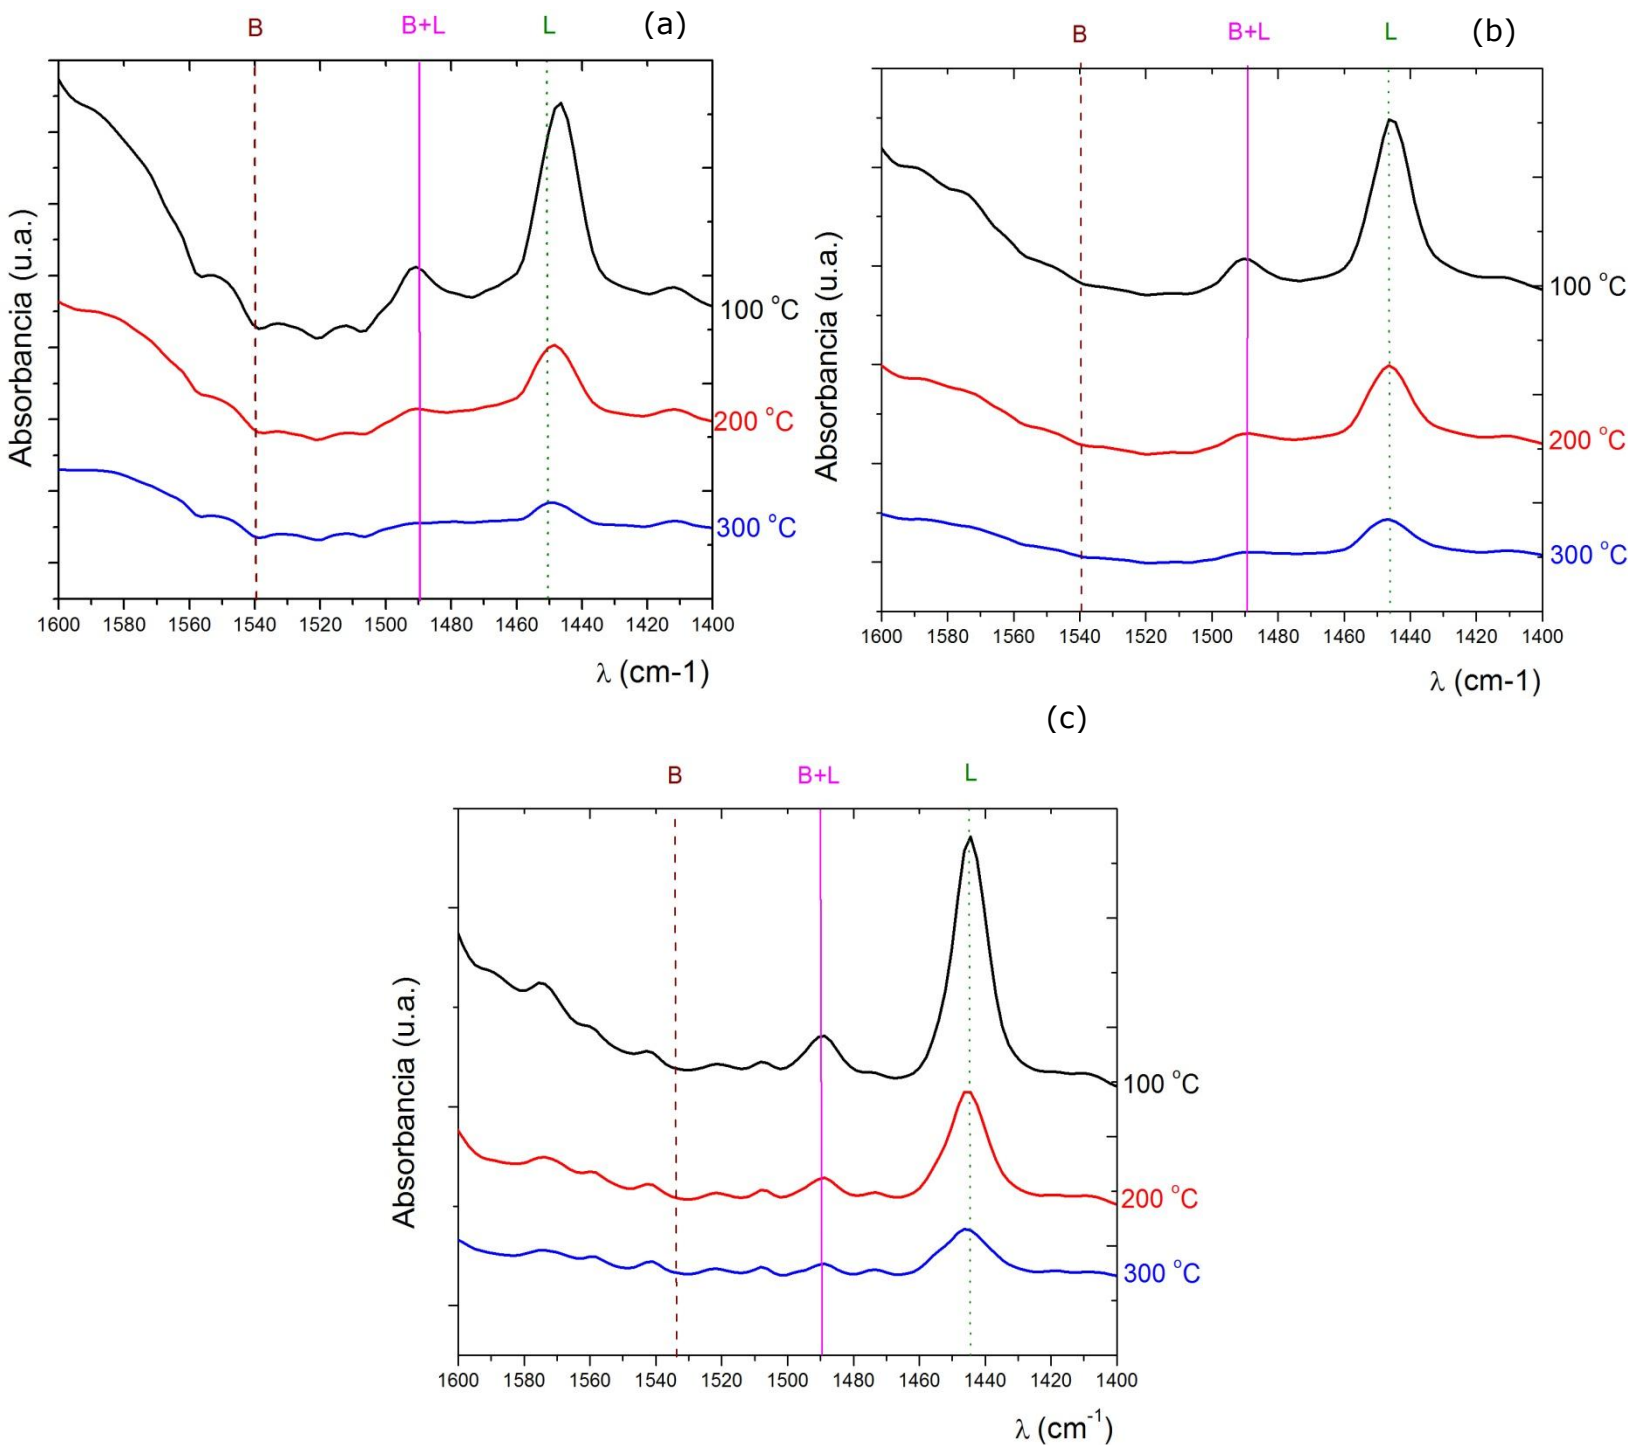 B B+L L (a)
Absorbancia (u.a.)
100 °C
200 °C
300 °C
1600 1580 1560 1540 1520 1500 1480 1460 1440 1420 1400
λ (cm-1)
B B+L L (b)
Absorbancia (u.a.)
100 °C
200 °C
300 °C
1600 1580 1560 1540 1520 1500 1480 1460 1440 1420 1400
λ (cm-1)
(c)
B B+L L
Absorbancia (u.a.)
100 °C
200 °C
300 °C
1600 1580 1560 1540 1520 1500 1480 1460 1440 1420 1400
λ (cm⁻¹)